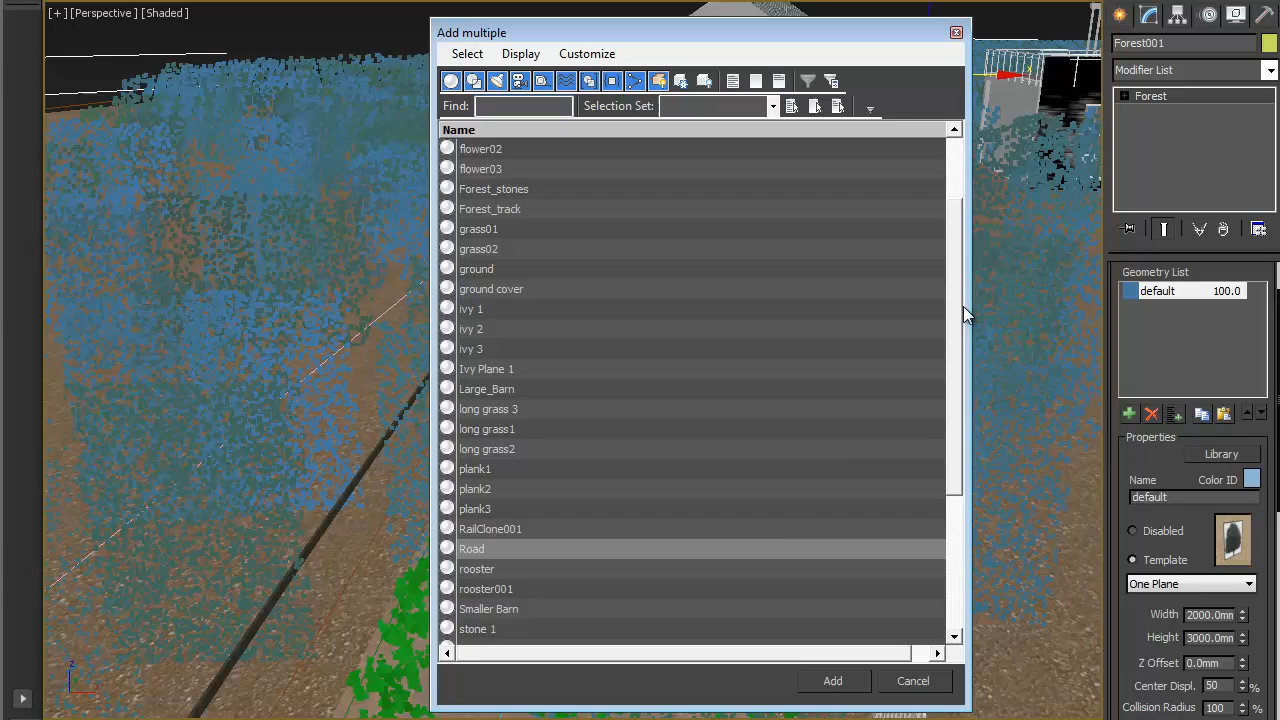 [+] [Perspective] [Shaded]
Add multiple
Select Display Customize
Find: Selection Set:
Name
flower02
flower03
Forest_stones
Forest_track
grass01
grass02
ground
ground cover
ivy 1
ivy 2
ivy 3
Ivy Plane 1
Large_Barn
long grass 3
long grass1
long grass2
plank1
plank2
plank3
RailClone001
Road
rooster
rooster001
Smaller Barn
stone 1
Add Cancel
z
Forest001
Modifier List
Forest
Geometry List
default 100.0
Properties
Library
Name Color ID
default
Disabled
Template
One Plane
Width 2000.0mm
Height 3000.0mm
Z Offset 0.0mm
Center Displ. 50 %
Collision Radius 100 %